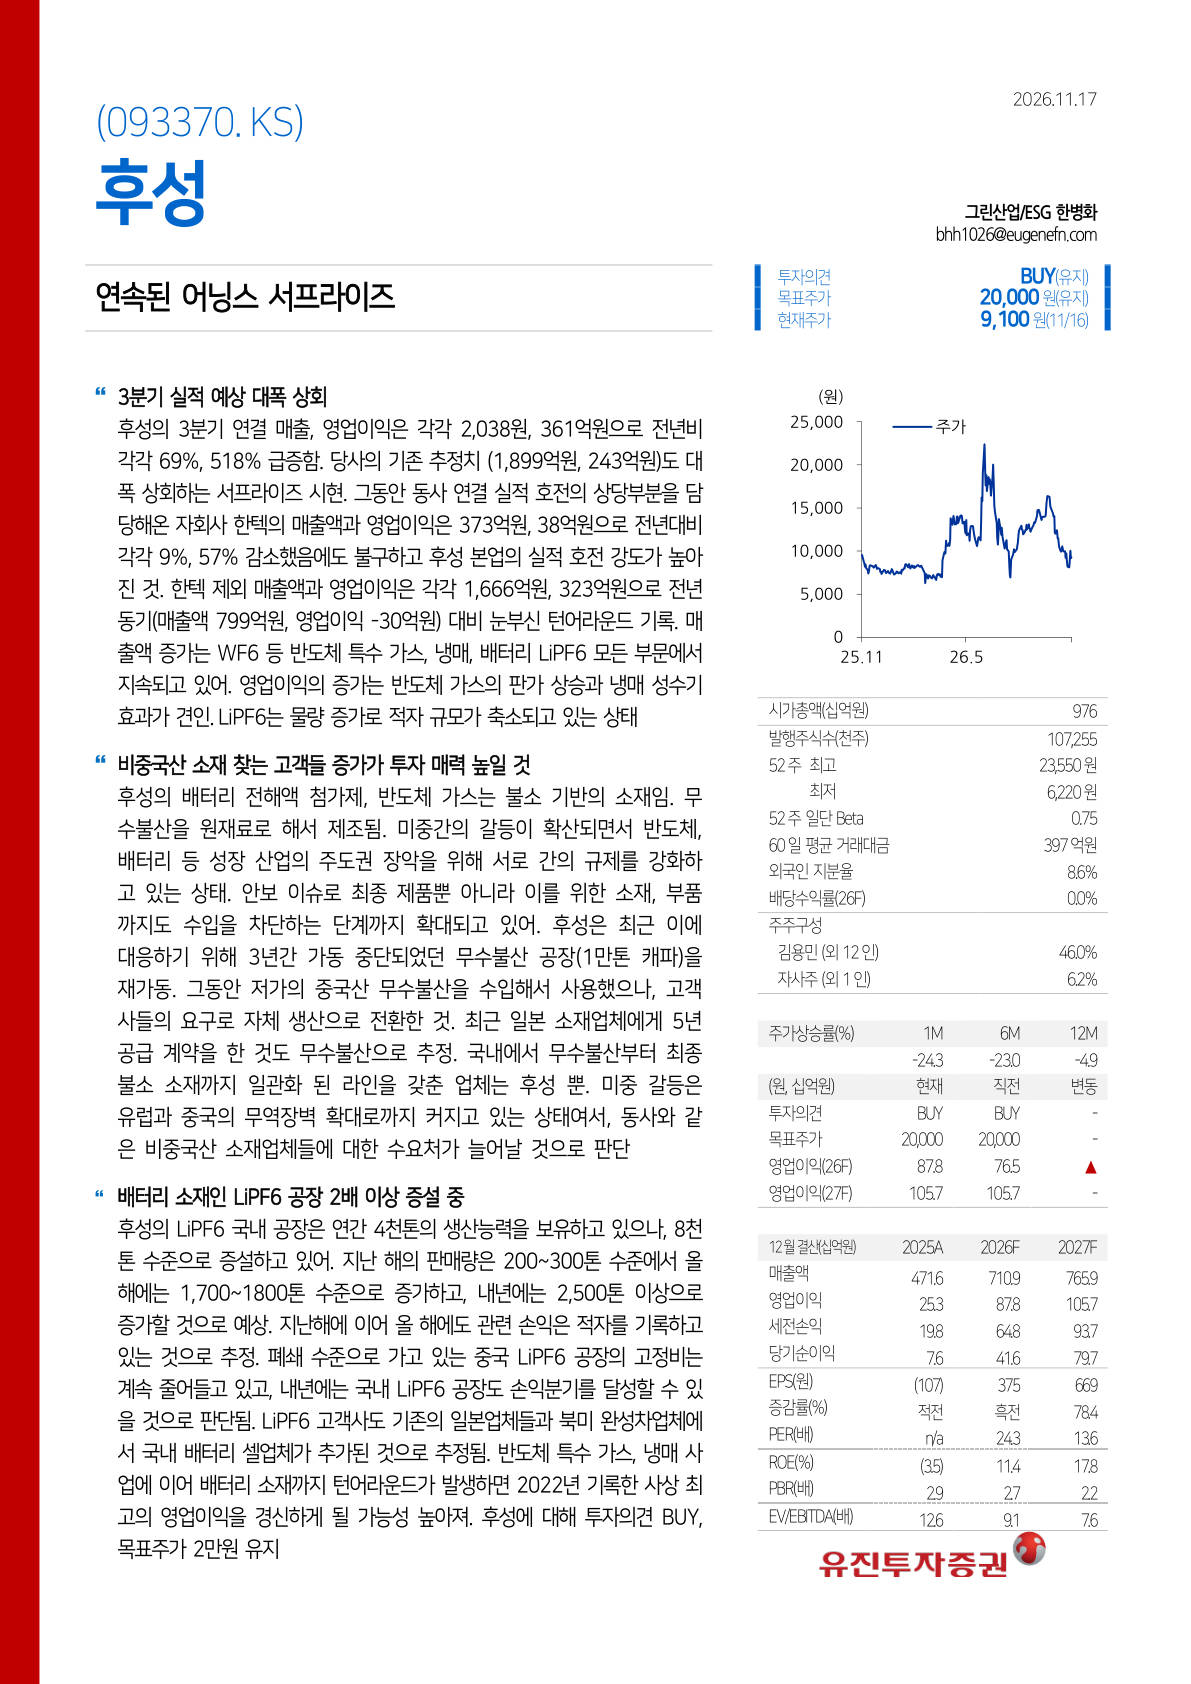 2026.11.17
(093370. KS)
후성
그린산업/ESG 한병화
bhh1026@eugenefn.com
연속된 어닝스 서프라이즈
투자의견 BUY(유지)
목표주가 20,000 원(유지)
현재주가 9,100 원(11/16)
“ 3분기 실적 예상 대폭 상회
후성의 3분기 연결 매출, 영업이익은 각각 2,038원, 361억원으로 전년비
각각 69%, 518% 급증함. 당사의 기존 추정치 (1,899억원, 243억원)도 대
폭 상회하는 서프라이즈 시현. 그동안 동사 연결 실적 호전의 상당부분을 담
당해온 자회사 한텍의 매출액과 영업이익은 373억원, 38억원으로 전년대비
각각 9%, 57% 감소했음에도 불구하고 후성 본업의 실적 호전 강도가 높아
진 것. 한텍 제외 매출액과 영업이익은 각각 1,666억원, 323억원으로 전년
동기(매출액 799억원, 영업이익 -30억원) 대비 눈부신 턴어라운드 기록. 매
출액 증가는 WF6 등 반도체 특수 가스, 냉매, 배터리 LiPF6 모든 부문에서
지속되고 있어. 영업이익의 증가는 반도체 가스의 판가 상승과 냉매 성수기
효과가 견인. LiPF6는 물량 증가로 적자 규모가 축소되고 있는 상태
“ 비중국산 소재 찾는 고객들 증가가 투자 매력 높일 것
후성의 배터리 전해액 첨가제, 반도체 가스는 불소 기반의 소재임. 무
수불산을 원재료로 해서 제조됨. 미중간의 갈등이 확산되면서 반도체,
배터리 등 성장 산업의 주도권 장악을 위해 서로 간의 규제를 강화하
고 있는 상태. 안보 이슈로 최종 제품뿐 아니라 이를 위한 소재, 부품
까지도 수입을 차단하는 단계까지 확대되고 있어. 후성은 최근 이에
대응하기 위해 3년간 가동 중단되었던 무수불산 공장(1만톤 캐파)을
재가동. 그동안 저가의 중국산 무수불산을 수입해서 사용했으나, 고객
사들의 요구로 자체 생산으로 전환한 것. 최근 일본 소재업체에게 5년
공급 계약을 한 것도 무수불산으로 추정. 국내에서 무수불산부터 최종
불소 소재까지 일관화 된 라인을 갖춘 업체는 후성 뿐. 미중 갈등은
유럽과 중국의 무역장벽 확대로까지 커지고 있는 상태여서, 동사와 같
은 비중국산 소재업체들에 대한 수요처가 늘어날 것으로 판단
“ 배터리 소재인 LiPF6 공장 2배 이상 증설 중
후성의 LiPF6 국내 공장은 연간 4천톤의 생산능력을 보유하고 있으나, 8천
톤 수준으로 증설하고 있어. 지난 해의 판매량은 200~300톤 수준에서 올
해에는 1,700~1800톤 수준으로 증가하고, 내년에는 2,500톤 이상으로
증가할 것으로 예상. 지난해에 이어 올 해에도 관련 손익은 적자를 기록하고
있는 것으로 추정. 폐쇄 수준으로 가고 있는 중국 LiPF6 공장의 고정비는
계속 줄어들고 있고, 내년에는 국내 LiPF6 공장도 손익분기를 달성할 수 있
을 것으로 판단됨. LiPF6 고객사도 기존의 일본업체들과 북미 완성차업체에
서 국내 배터리 셀업체가 추가된 것으로 추정됨. 반도체 특수 가스, 냉매 사
업에 이어 배터리 소재까지 턴어라운드가 발생하면 2022년 기록한 사상 최
고의 영업이익을 경신하게 될 가능성 높아져. 후성에 대해 투자의견 BUY,
목표주가 2만원 유지
(원)
25,000
주가
20,000
15,000
10,000
5,000
0
25.11 26.5
시가총액(십억원) 976
발행주식수(천주) 107,255
52 주 최고 23,550 원
최저 6,220 원
52 주 일단 Beta 0.75
60 일 평균 거래대금 397 억원
외국인 지분율 8.6%
배당수익률(26F) 0.0%
주주구성
김용민 (외 12 인) 46.0%
자사주 (외 1 인) 6.2%
주가상승률(%) 1M 6M 12M
-24.3 -23.0 -4.9
(원, 십억원) 현재 직전 변동
투자의견 BUY BUY -
목표주가 20,000 20,000 -
영업이익(26F) 87.8 76.5 ▲
영업이익(27F) 105.7 105.7 -
12 월 결산(십억원) 2025A 2026F 2027F
매출액 471.6 710.9 765.9
영업이익 25.3 87.8 105.7
세전손익 19.8 64.8 93.7
당기순이익 7.6 41.6 79.7
EPS(원) (107) 375 669
증감률(%) 적전 흑전 78.4
PER(배) n/a 24.3 13.6
ROE(%) (3.5) 11.4 17.8
PBR(배) 2.9 2.7 2.2
EV/EBITDA(배) 12.6 9.1 7.6
유진투자증권